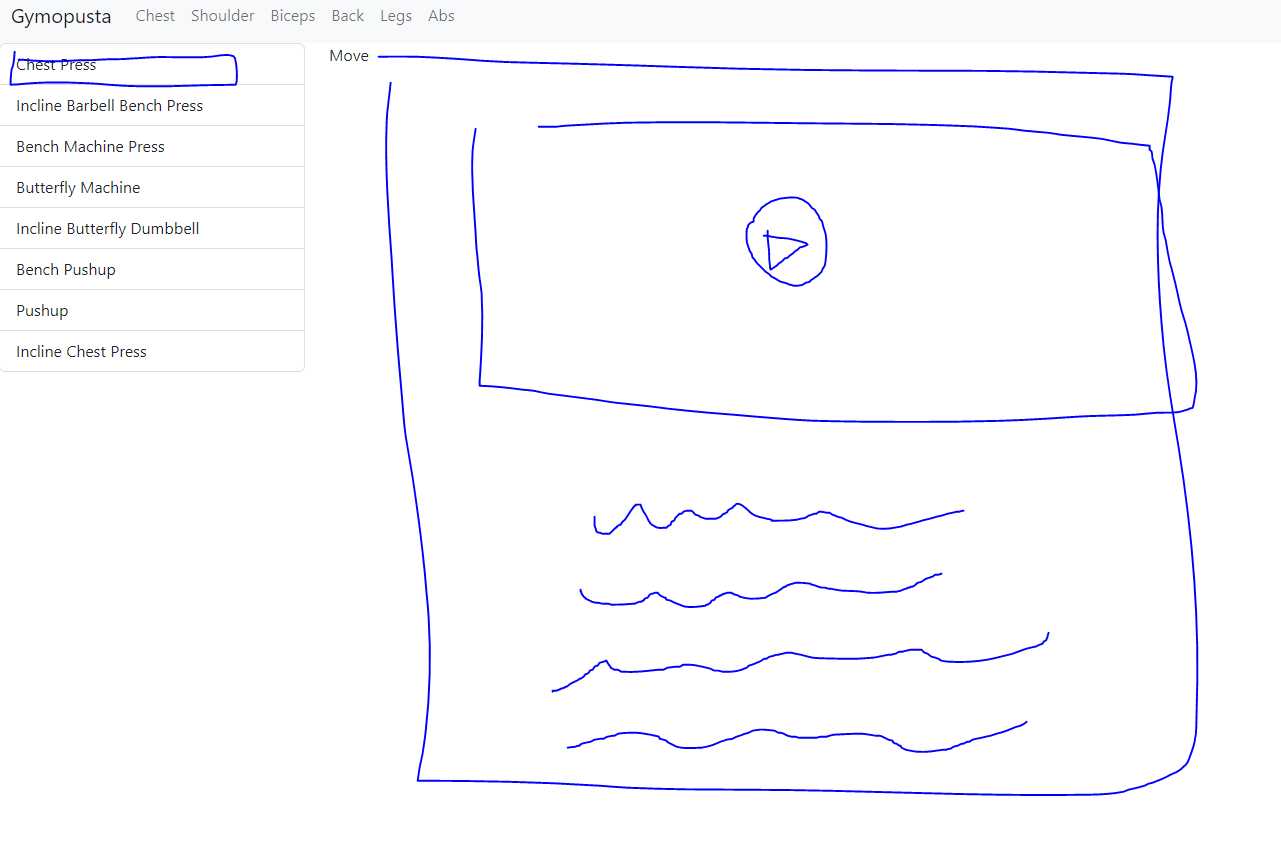 Gymopusta Chest Shoulder Biceps Back Legs Abs
Chest Press
Incline Barbell Bench Press
Bench Machine Press
Butterfly Machine
Incline Butterfly Dumbbell
Bench Pushup
Pushup
Incline Chest Press
Move